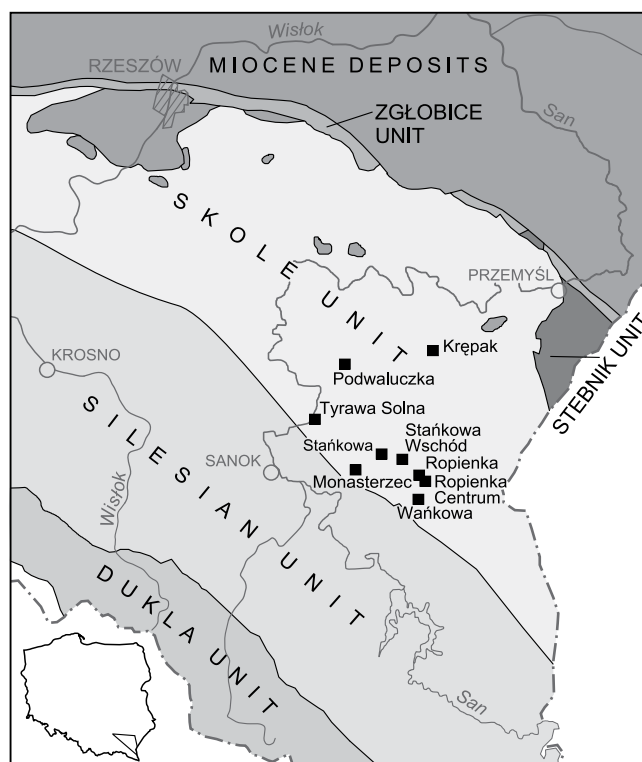 Wisłok
RZESZÓW
MIOCENE DEPOSITS
San
ZGŁOBICE
UNIT
SKOLE UNIT
PRZEMYŚL
STEBNIK UNIT
Krępak
KROSNO
Podwaluczka
Tyrawa Solna
SILESIAN UNIT
Stańkowa
Wschód
Stańkowa
SANOK
Ropienka
Monasterzec
Ropienka
Centrum
Wańkowa
Wisłok
DUKLA UNIT
San